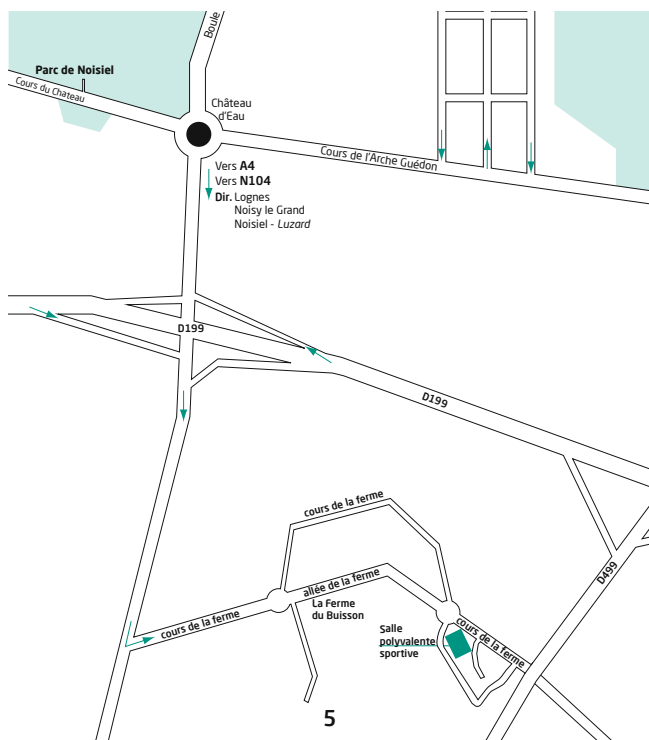 Boule
Parc de Noisiel
Cours du Chateau
Château
d'Eau
Cours de l'Arche Guédon
Vers A4
Vers N104
Dir. Lognes
Noisy le Grand
Noisiel - Luzard
D199
D199
cours de la ferme
D499
allée de la ferme
La Ferme
du Buisson
cours de la ferme
Salle
polyvalente
sportive
cours de la ferme
5